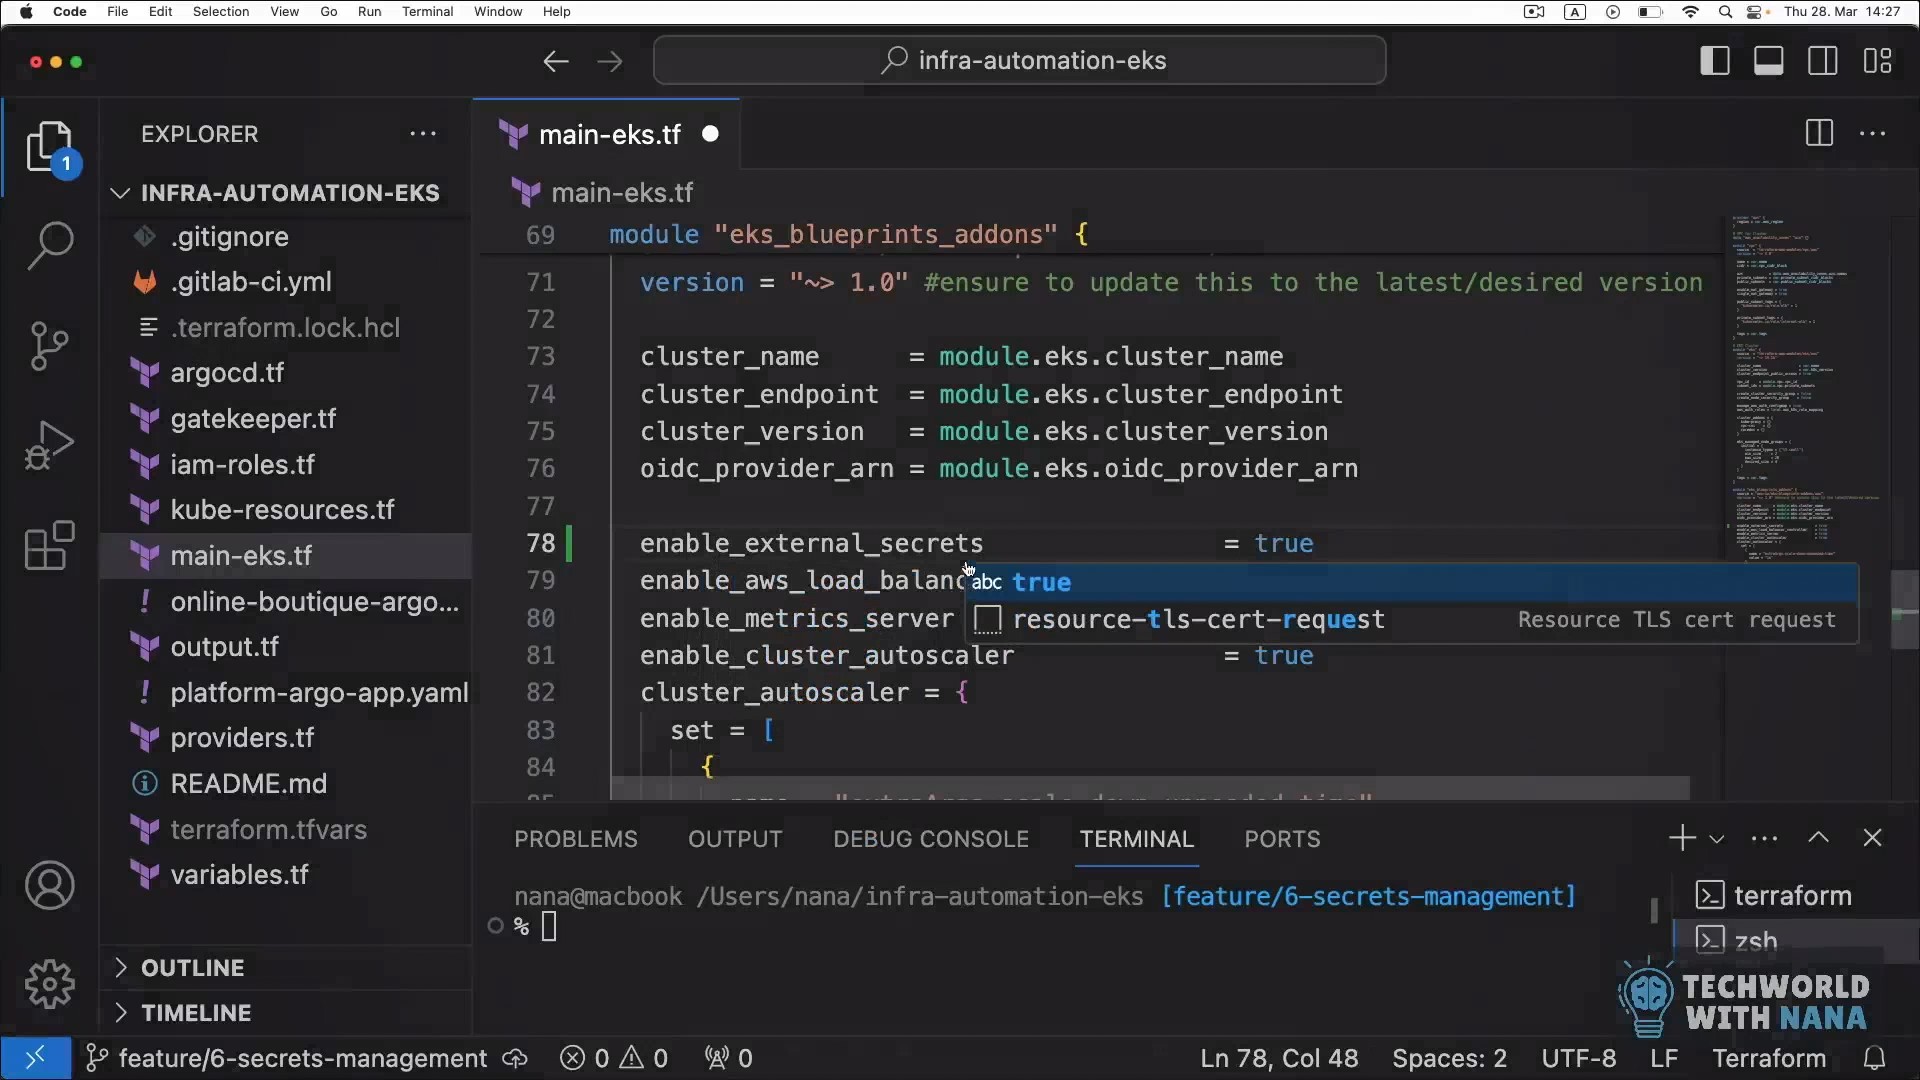 Code File Edit Selection View Go Run Terminal Window Help A Thu 28. Mar 14:27
infra-automation-eks
1
EXPLORER
INFRA-AUTOMATION-EKS
.gitignore
.gitlab-ci.yml
.terraform.lock.hcl
argocd.tf
gatekeeper.tf
iam-roles.tf
kube-resources.tf
main-eks.tf
online-boutique-argo...
output.tf
platform-argo-app.yaml
providers.tf
README.md
terraform.tfvars
variables.tf
OUTLINE
TIMELINE
main-eks.tf
main-eks.tf
69 module "eks_blueprints_addons" {
71 version = "~> 1.0" #ensure to update this to the latest/desired version
72
73 cluster_name = module.eks.cluster_name
74 cluster_endpoint = module.eks.cluster_endpoint
75 cluster_version = module.eks.cluster_version
76 oidc_provider_arn = module.eks.oidc_provider_arn
77
78 enable_external_secrets = true
79 enable_aws_load_balanc
abc true
80 enable_metrics_server
resource-tls-cert-request Resource TLS cert request
81 enable_cluster_autoscaler = true
82 cluster_autoscaler = {
83 set = [
84 {
PROBLEMS OUTPUT DEBUG CONSOLE TERMINAL PORTS
nana@macbook /Users/nana/infra-automation-eks [feature/6-secrets-management]
%
terraform
zsh
TECHWORLD
WITH NANA
feature/6-secrets-management 0 0 0 Ln 78, Col 48 Spaces: 2 UTF-8 LF Terraform